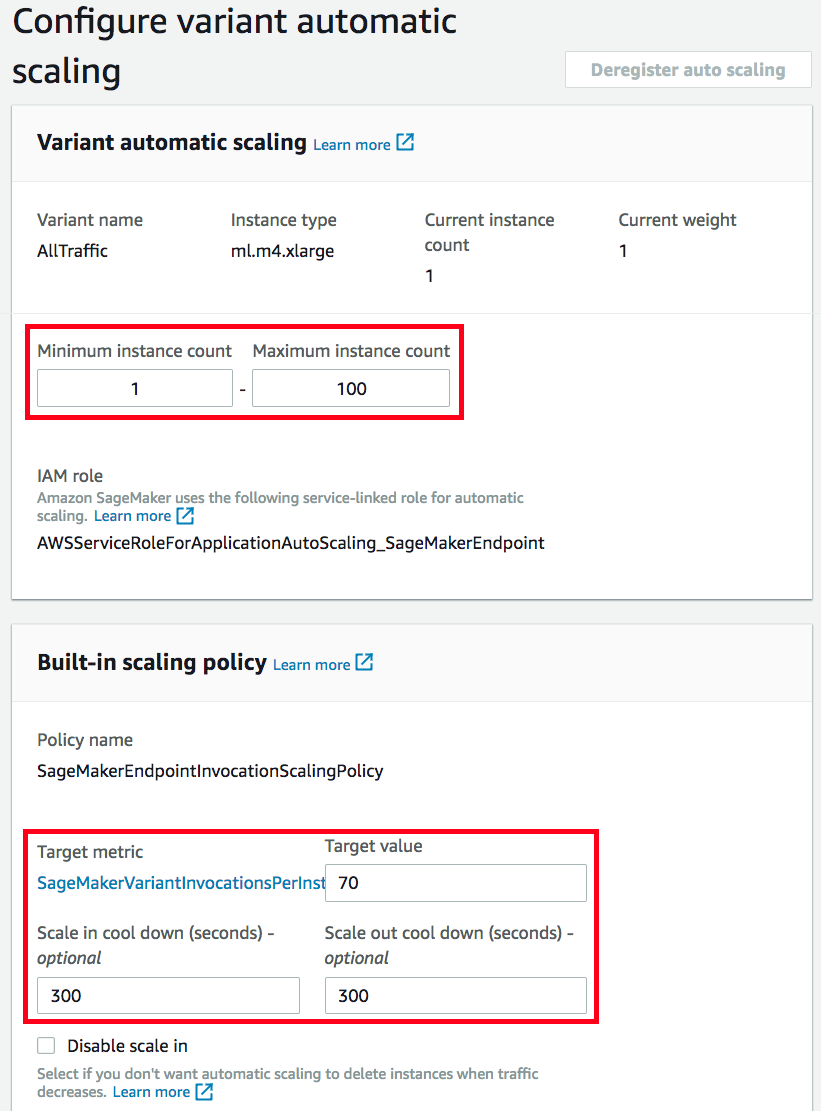 Configure variant automatic
scaling
Deregister auto scaling
Variant automatic scaling Learn more
Variant name
AllTraffic
Instance type
ml.m4.xlarge
Current instance
count
1
Current weight
1
Minimum instance count
1
-
Maximum instance count
100
IAM role
Amazon SageMaker uses the following service-linked role for automatic
scaling. Learn more
AWSServiceRoleForApplicationAutoScaling_SageMakerEndpoint
Built-in scaling policy Learn more
Policy name
SageMakerEndpointInvocationScalingPolicy
Target metric
SageMakerVariantInvocationsPerInst
Target value
70
Scale in cool down (seconds) -
optional
300
Scale out cool down (seconds) -
optional
300
Disable scale in
Select if you don't want automatic scaling to delete instances when traffic
decreases. Learn more